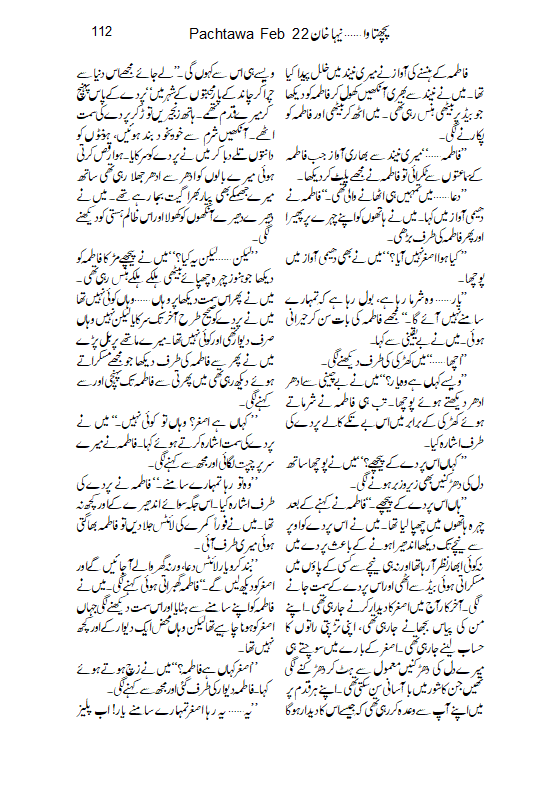 112
پچھتاوا......نیہا خان Pachtawa Feb 22
فاطمہ کے ہنسنے کی آواز نے میری نیند میں خلل پیدا کیا
تھا۔ میں نے نیند سے بھری آنکھیں کھول کر فاطمہ کو دیکھا
جو بیڈ پر بیٹھی ہنس رہی تھی۔ میں اٹھ کر بیٹھی اور فاطمہ کو
پکارنے لگی۔
”فاطمہ.....“ میری نیند سے بھاری آواز جب فاطمہ
کے سماعتوں سے ٹکرائی تو فاطمہ نے مجھے پلٹ کر دیکھا۔
”دعا.....میں تمہیں ہی اٹھانے والی تھی۔“ فاطمہ نے
دھیمی آواز میں کہا۔ میں نے ہاتھوں کو اپنے چہرے پر پھیرا
اور پھر فاطمہ کی طرف بڑھی۔
”کیا ہوا اصغر نہیں آیا؟“ میں نے بھی دھیمی آواز میں
پوچھا۔
”یار..... وہ شرما رہا ہے، بول رہا ہے کہ تمہارے
سامنے نہیں آئے گا۔“ مجھے فاطمہ کی بات سن کر حیرانی
ہوئی۔ میں نے بے یقینی سے کہا۔
”اچھا.....“ میں کھڑکی کی طرف دیکھنے لگی۔
”ویسے کہاں ہے وہ یار؟“ میں نے بے چینی سے ادھر
ادھر دیکھتے ہوئے پوچھا۔ تب ہی فاطمہ نے شرماتے
ہوئے کھڑکی کے برابر میں اس بے تکے کالے پردے کی
طرف اشارہ کیا۔
”کہاں اس پردے کے پیچھے؟“ میں نے پوچھا ساتھ
دل کی دھڑکنیں بھی زیر و زبر ہونے لگی۔
”ہاں اس پردے کے پیچھے۔“ فاطمہ نے کہنے کے بعد
چہرہ ہاتھوں میں چھپا لیا تھا۔ میں نے اس پردے کو اوپر
سے نیچے تک دیکھا اندھیرا ہونے کے باعث پردے میں
نہ کوئی ابھار نظر آ رہا تھا اور نہ ہی نیچے سے کسی کے پاؤں میں
مسکراتی ہوئی بیڈ سے اٹھی اور اس پردے کے سمت جانے
لگی۔ آخر کار آج میں اصغر کا دیدار کرنے جا رہی تھی۔ اپنے
من کی پیاس بجھانے جا رہی تھی، اپنی تڑپتی راتوں کا
حساب لینے جا رہی تھی۔ اصغر کے بارے میں سوچتے ہی
میرے دل کی دھڑکنیں معمول سے ہٹ کر دھڑکنے لگی
تھیں جن کا شور میں با آسانی سن سکتی تھی۔ اپنے ہر قدم پر
میں اپنے آپ سے وعدہ کر رہی تھی کہ جیسے اس کا دیدار ہوگا
ویسے ہی اس سے کہوں گی۔ ”لے جائے مجھے اس دنیا سے
چرا کر چاند کے پار محبتوں کے شہر میں“ پردے کے پاس پہنچ
کر میرے قدم تھمے۔ ہاتھ زنجیریں توڑ کر پردے کی سمت
اٹھے۔ آنکھیں شرم سے خود بخود بند ہوئیں، ہونٹوں کو
دانتوں تلے دبا کر میں نے پردے کو سرکایا۔ ہوا رقص کرتی
ہوئی میرے بالوں کو ادھر سے ادھر جھلا رہی تھی ساتھ
میرے جھمکے بھی پیار بھرا گیت بجا رہے تھے۔ میں نے
دھیرے دھیرے آنکھوں کو کھولا اور اس ظالم ہستی کو دیکھنے
لگی۔
”لیکن..... لیکن یہ کیا؟“ میں نے پیچھے مڑ کا فاطمہ کو
دیکھا جو ہنوز چہرہ چھپائے بیٹھی ہلکے ہلکے ہنس رہی تھی۔
میں نے پھر اس سمت دیکھا پر وہاں.....وہاں کوئی نہیں تھا
میں نے پردے کو صحیح طرح آخر تک سرکایا لیکن نہیں وہاں
صرف دیوار تھی اور کوئی نہیں تھا۔ میرے ماتھے پر بل پڑے
میں نے پھر سے فاطمہ کی طرف دیکھا جو مجھے مسکراتے
ہوئے دیکھ رہی تھی میں پھرتی سے فاطمہ تک پہنچی اور سے
کہنے لگی۔
”کہاں ہے اصغر؟ وہاں تو کوئی نہیں۔“ میں نے
پردے کی سمت اشارہ کرتے ہوئے کہا۔ فاطمہ نے میرے
سر پر چپت لگائی اور مجھ سے کہنے لگی۔
”وہ تو رہا تمہارے سامنے۔“ فاطمہ نے پردے کی
طرف اشارہ کیا۔ اس جگہ سوائے اندھیرے کے اور کچھ نہ
تھا۔ میں نے فوراً کمرے کی لائٹس جلا دیں تو فاطمہ بھاگتی
ہوئی میری طرف آئی۔
”بند کرو یار لائٹس دعا، ورنہ گھر والے آ جائیں گے اور
اصغر کو دیکھ لیں گے۔“ فاطمہ گھبراتی ہوئی کہنے لگی۔ میں نے
فاطمہ کو اپنے سامنے سے ہٹایا اور اس سمت دیکھنے لگی جہاں
اصغر کو ہونا چاہیے تھا لیکن وہاں محض ایک دیوار کے اور کچھ
نہیں تھا۔
”اصغر کہاں ہے فاطمہ؟“ میں نے زچ ہوتے ہوئے
کہا۔ فاطمہ دیوار کی طرف گئی اور مجھ سے کہنے لگی۔
”یہ..... یہ رہا اصغر تمہارے سامنے یار! اب پلیز